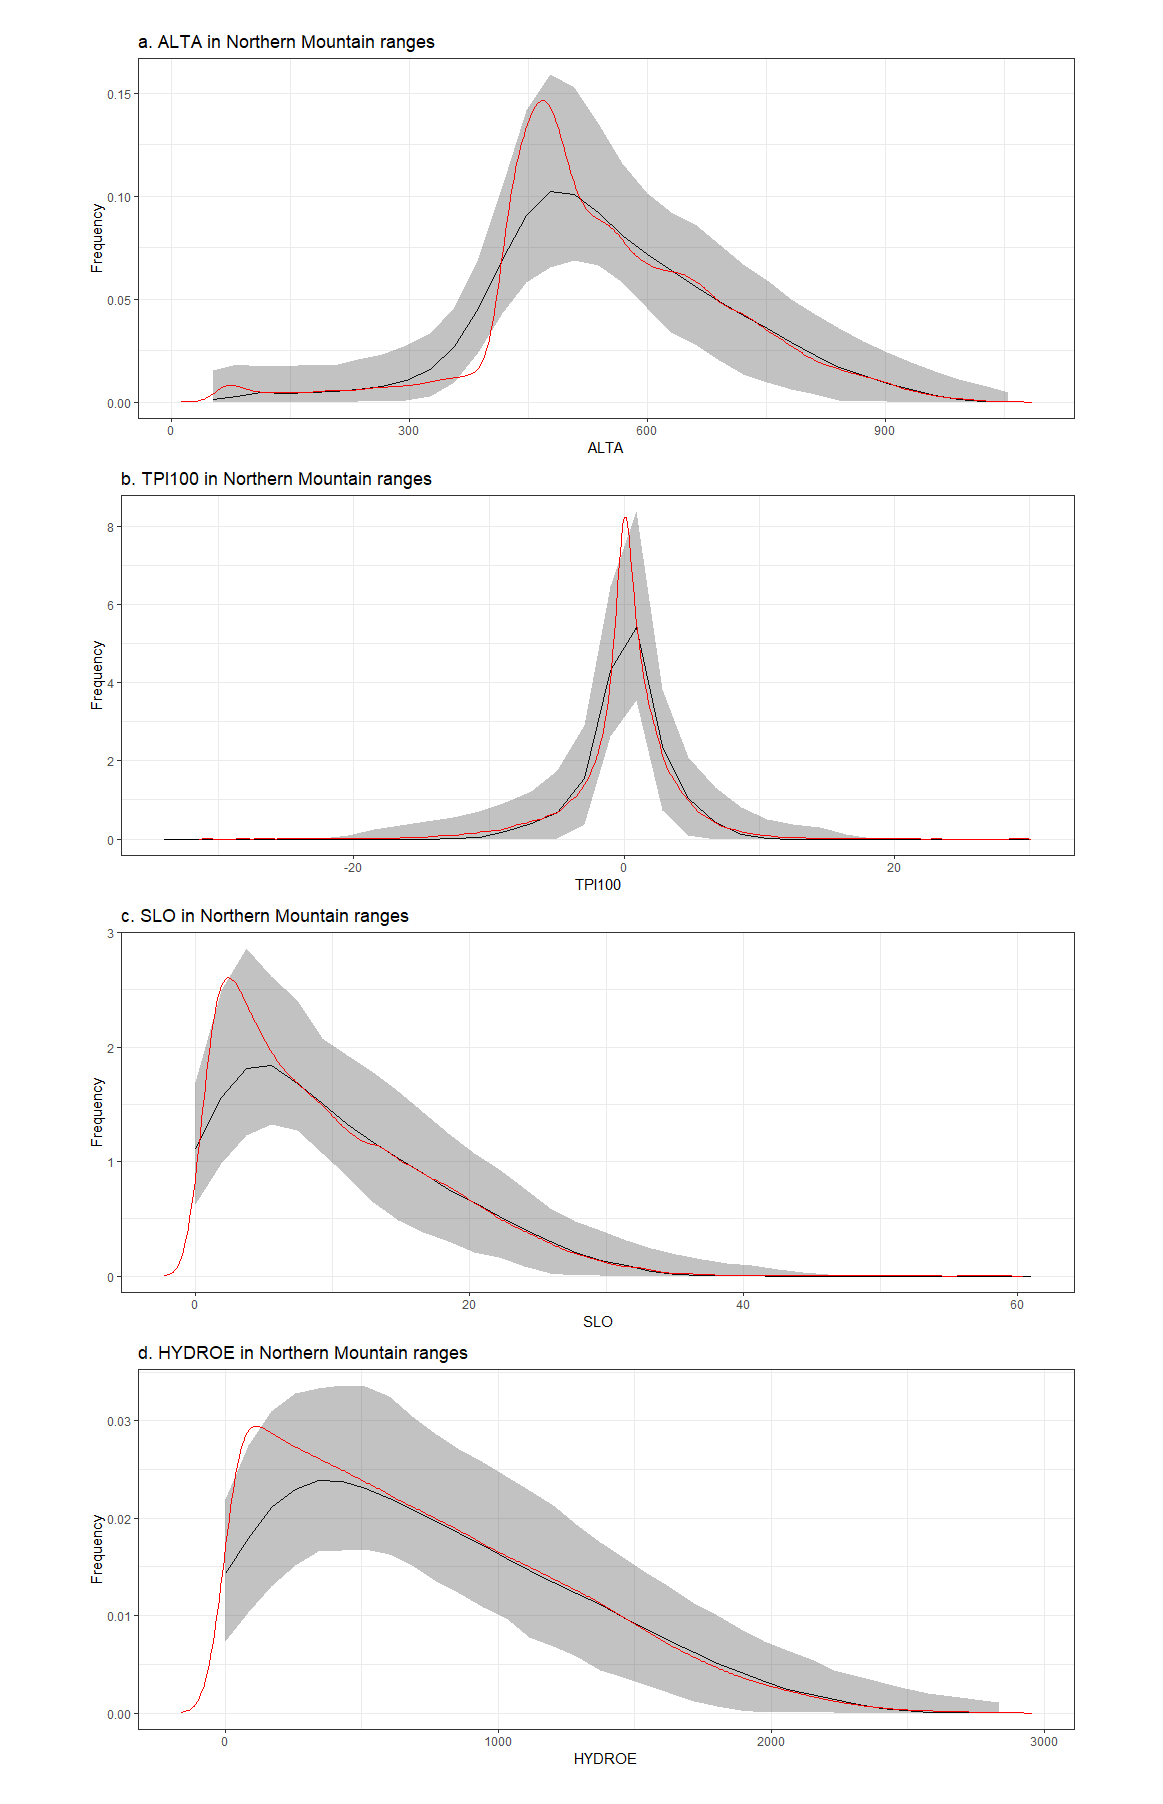 a. ALTA in Northern Mountain ranges
0.15
0.10
0.05
0.00
Frequency
0 300 600 900
ALTA
b. TPI100 in Northern Mountain ranges
8
6
4
2
0
Frequency
-20 0 20
TPI100
c. SLO in Northern Mountain ranges
3
2
1
0
Frequency
0 20 40 60
SLO
d. HYDROE in Northern Mountain ranges
0.03
0.02
0.01
0.00
Frequency
0 1000 2000 3000
HYDROE